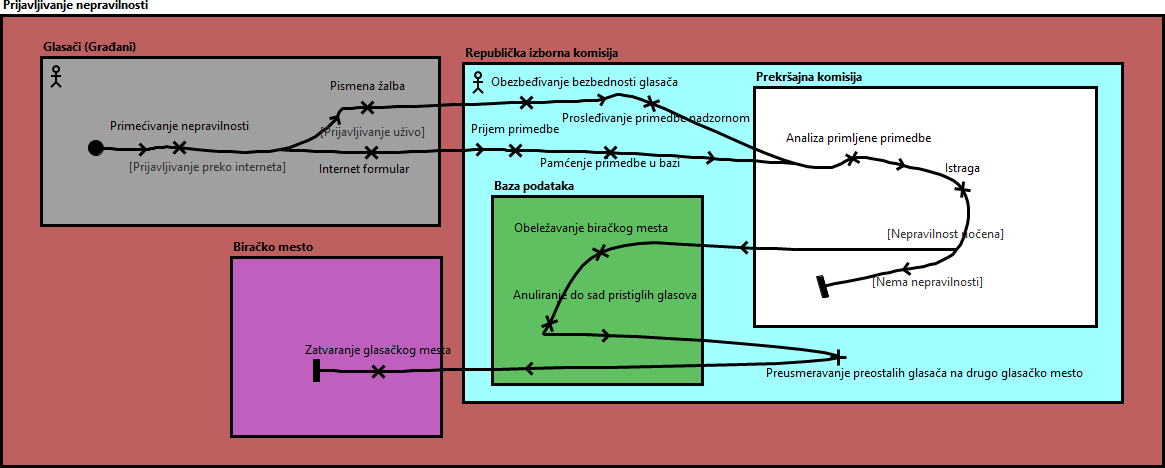 Prijavljivanje nepravilnosti
Glasači (Građani)
Republička izborna komisija
Prekršajna komisija
Obezbeđivanje bezbednosti glasača
Pismena žalba
Prosleđivanje primedbe nadzornom
Primećivanje nepravilnosti
[Prijavljivanje uživo]
Prijem primedbe
Analiza primljene primedbe
[Prijavljivanje preko interneta]
Internet formular
Pamćenje primedbe u bazi
Istraga
Baza podataka
Obeležavanje biračkog mesta
[Nepravilnost uočena]
Biračko mesto
[Nema nepravilnosti]
Anuliranje do sad pristiglih glasova
Zatvaranje glasačkog mesta
Preusmeravanje preostalih glasača na drugo glasačko mesto